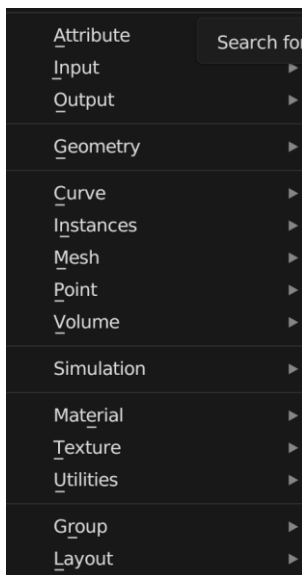 Attribute
Search for
Input
Output
Geometry
Curve
Instances
Mesh
Point
Volume
Simulation
Material
Texture
Utilities
Group
Layout